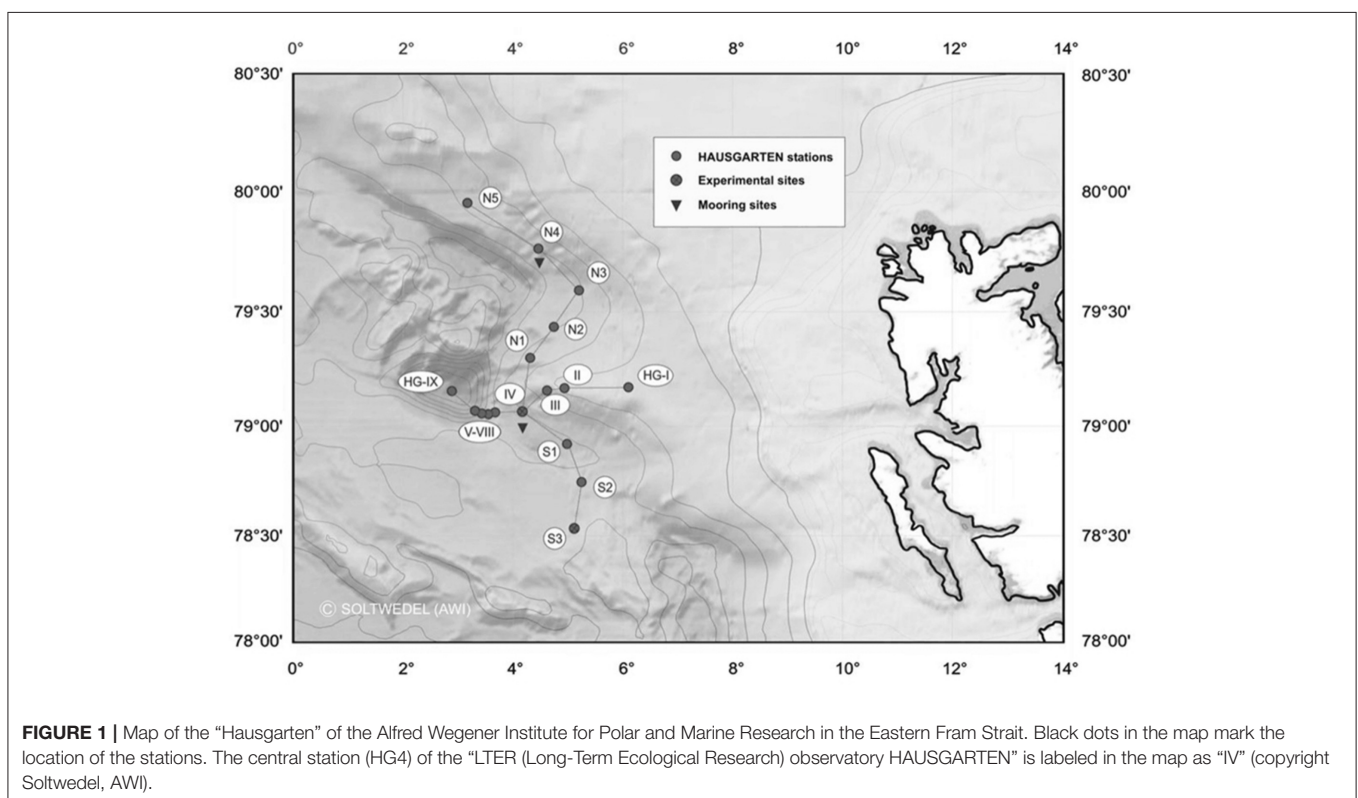 0° 2° 4° 6° 8° 10° 12° 14°
80°30' 80°30'
HAUSGARTEN stations
Experimental sites
Mooring sites
80°00' 80°00'
N5
N4
N3
79°30' 79°30'
N2
N1
II HG-I
HG-IX
IV
III
79°00' 79°00'
V-VIII
S1
S2
78°30' 78°30'
S3
© SOLTWEDEL (AWI)
78°00' 78°00'
0° 2° 4° 6° 8° 10° 12° 14°
FIGURE 1 | Map of the “Hausgarten” of the Alfred Wegener Institute for Polar and Marine Research in the Eastern Fram Strait. Black dots in the map mark the
location of the stations. The central station (HG4) of the “LTER (Long-Term Ecological Research) observatory HAUSGARTEN” is labeled in the map as “IV” (copyright
Soltwedel, AWI).